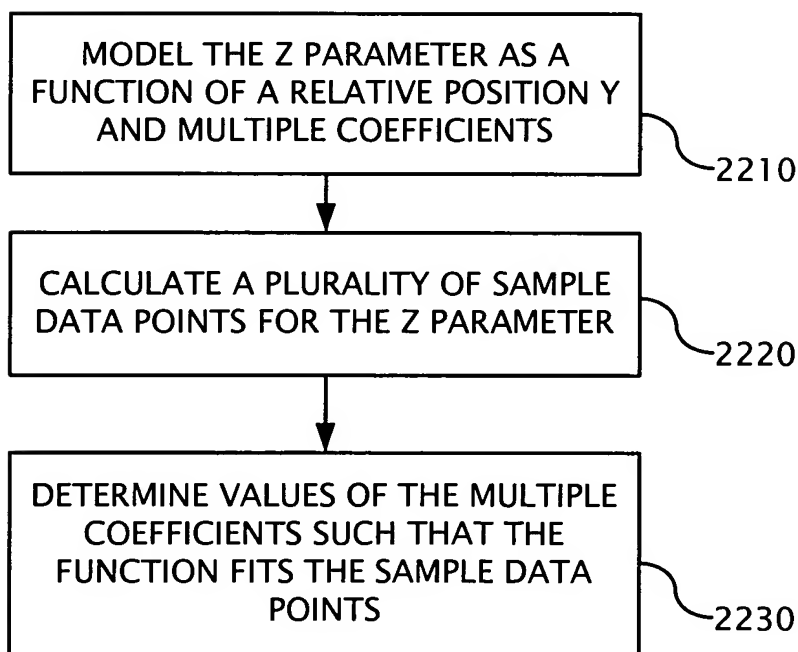 MODEL THE Z PARAMETER AS A
FUNCTION OF A RELATIVE POSITION Y
AND MULTIPLE COEFFICIENTS
2210
CALCULATE A PLURALITY OF SAMPLE
DATA POINTS FOR THE Z PARAMETER
2220
DETERMINE VALUES OF THE MULTIPLE
COEFFICIENTS SUCH THAT THE
FUNCTION FITS THE SAMPLE DATA
POINTS
2230